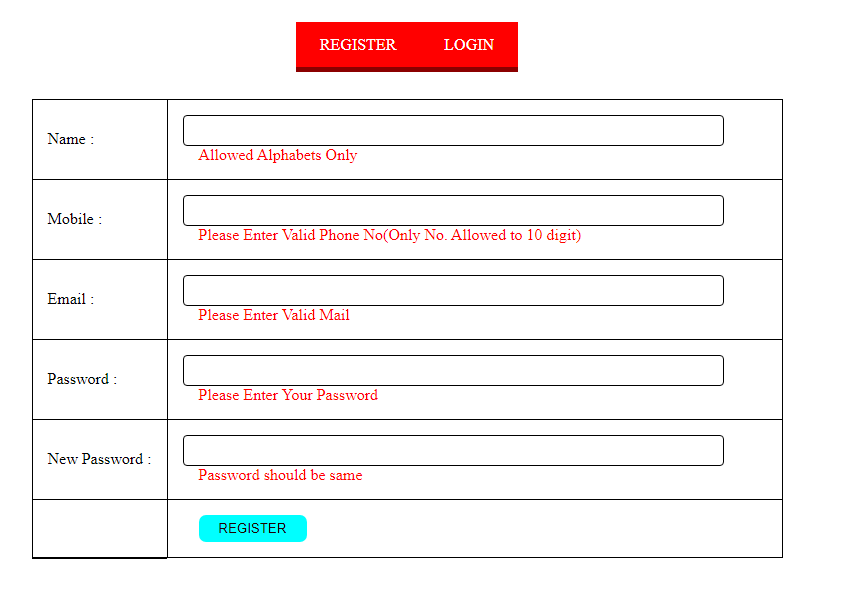 REGISTER LOGIN
Name :
Allowed Alphabets Only
Mobile :
Please Enter Valid Phone No(Only No. Allowed to 10 digit)
Email :
Please Enter Valid Mail
Password :
Please Enter Your Password
New Password :
Password should be same
REGISTER